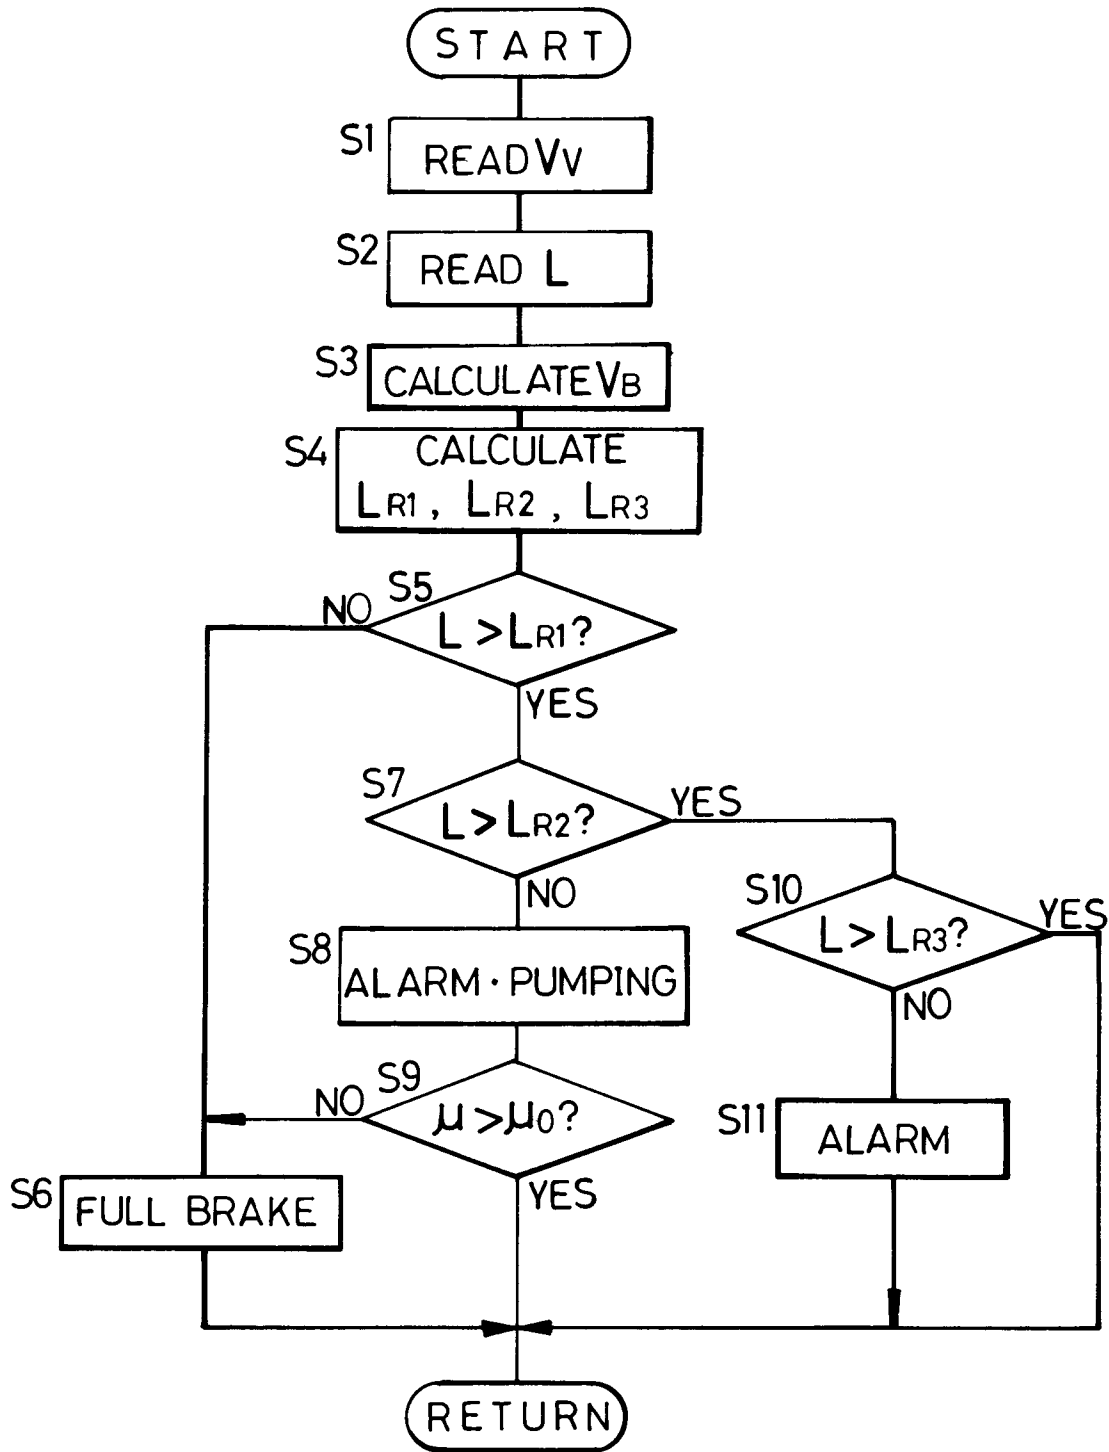 START
S1
READ VV
S2
READ L
S3
CALCULATE VB
S4
CALCULATE
LR1, LR2, LR3
S5
NO
L > LR1?
YES
S7
L > LR2?
YES
NO
S10
L > LR3?
YES
NO
S8
ALARM · PUMPING
S9
NO
μ > μ0?
YES
S11
ALARM
S6
FULL BRAKE
RETURN